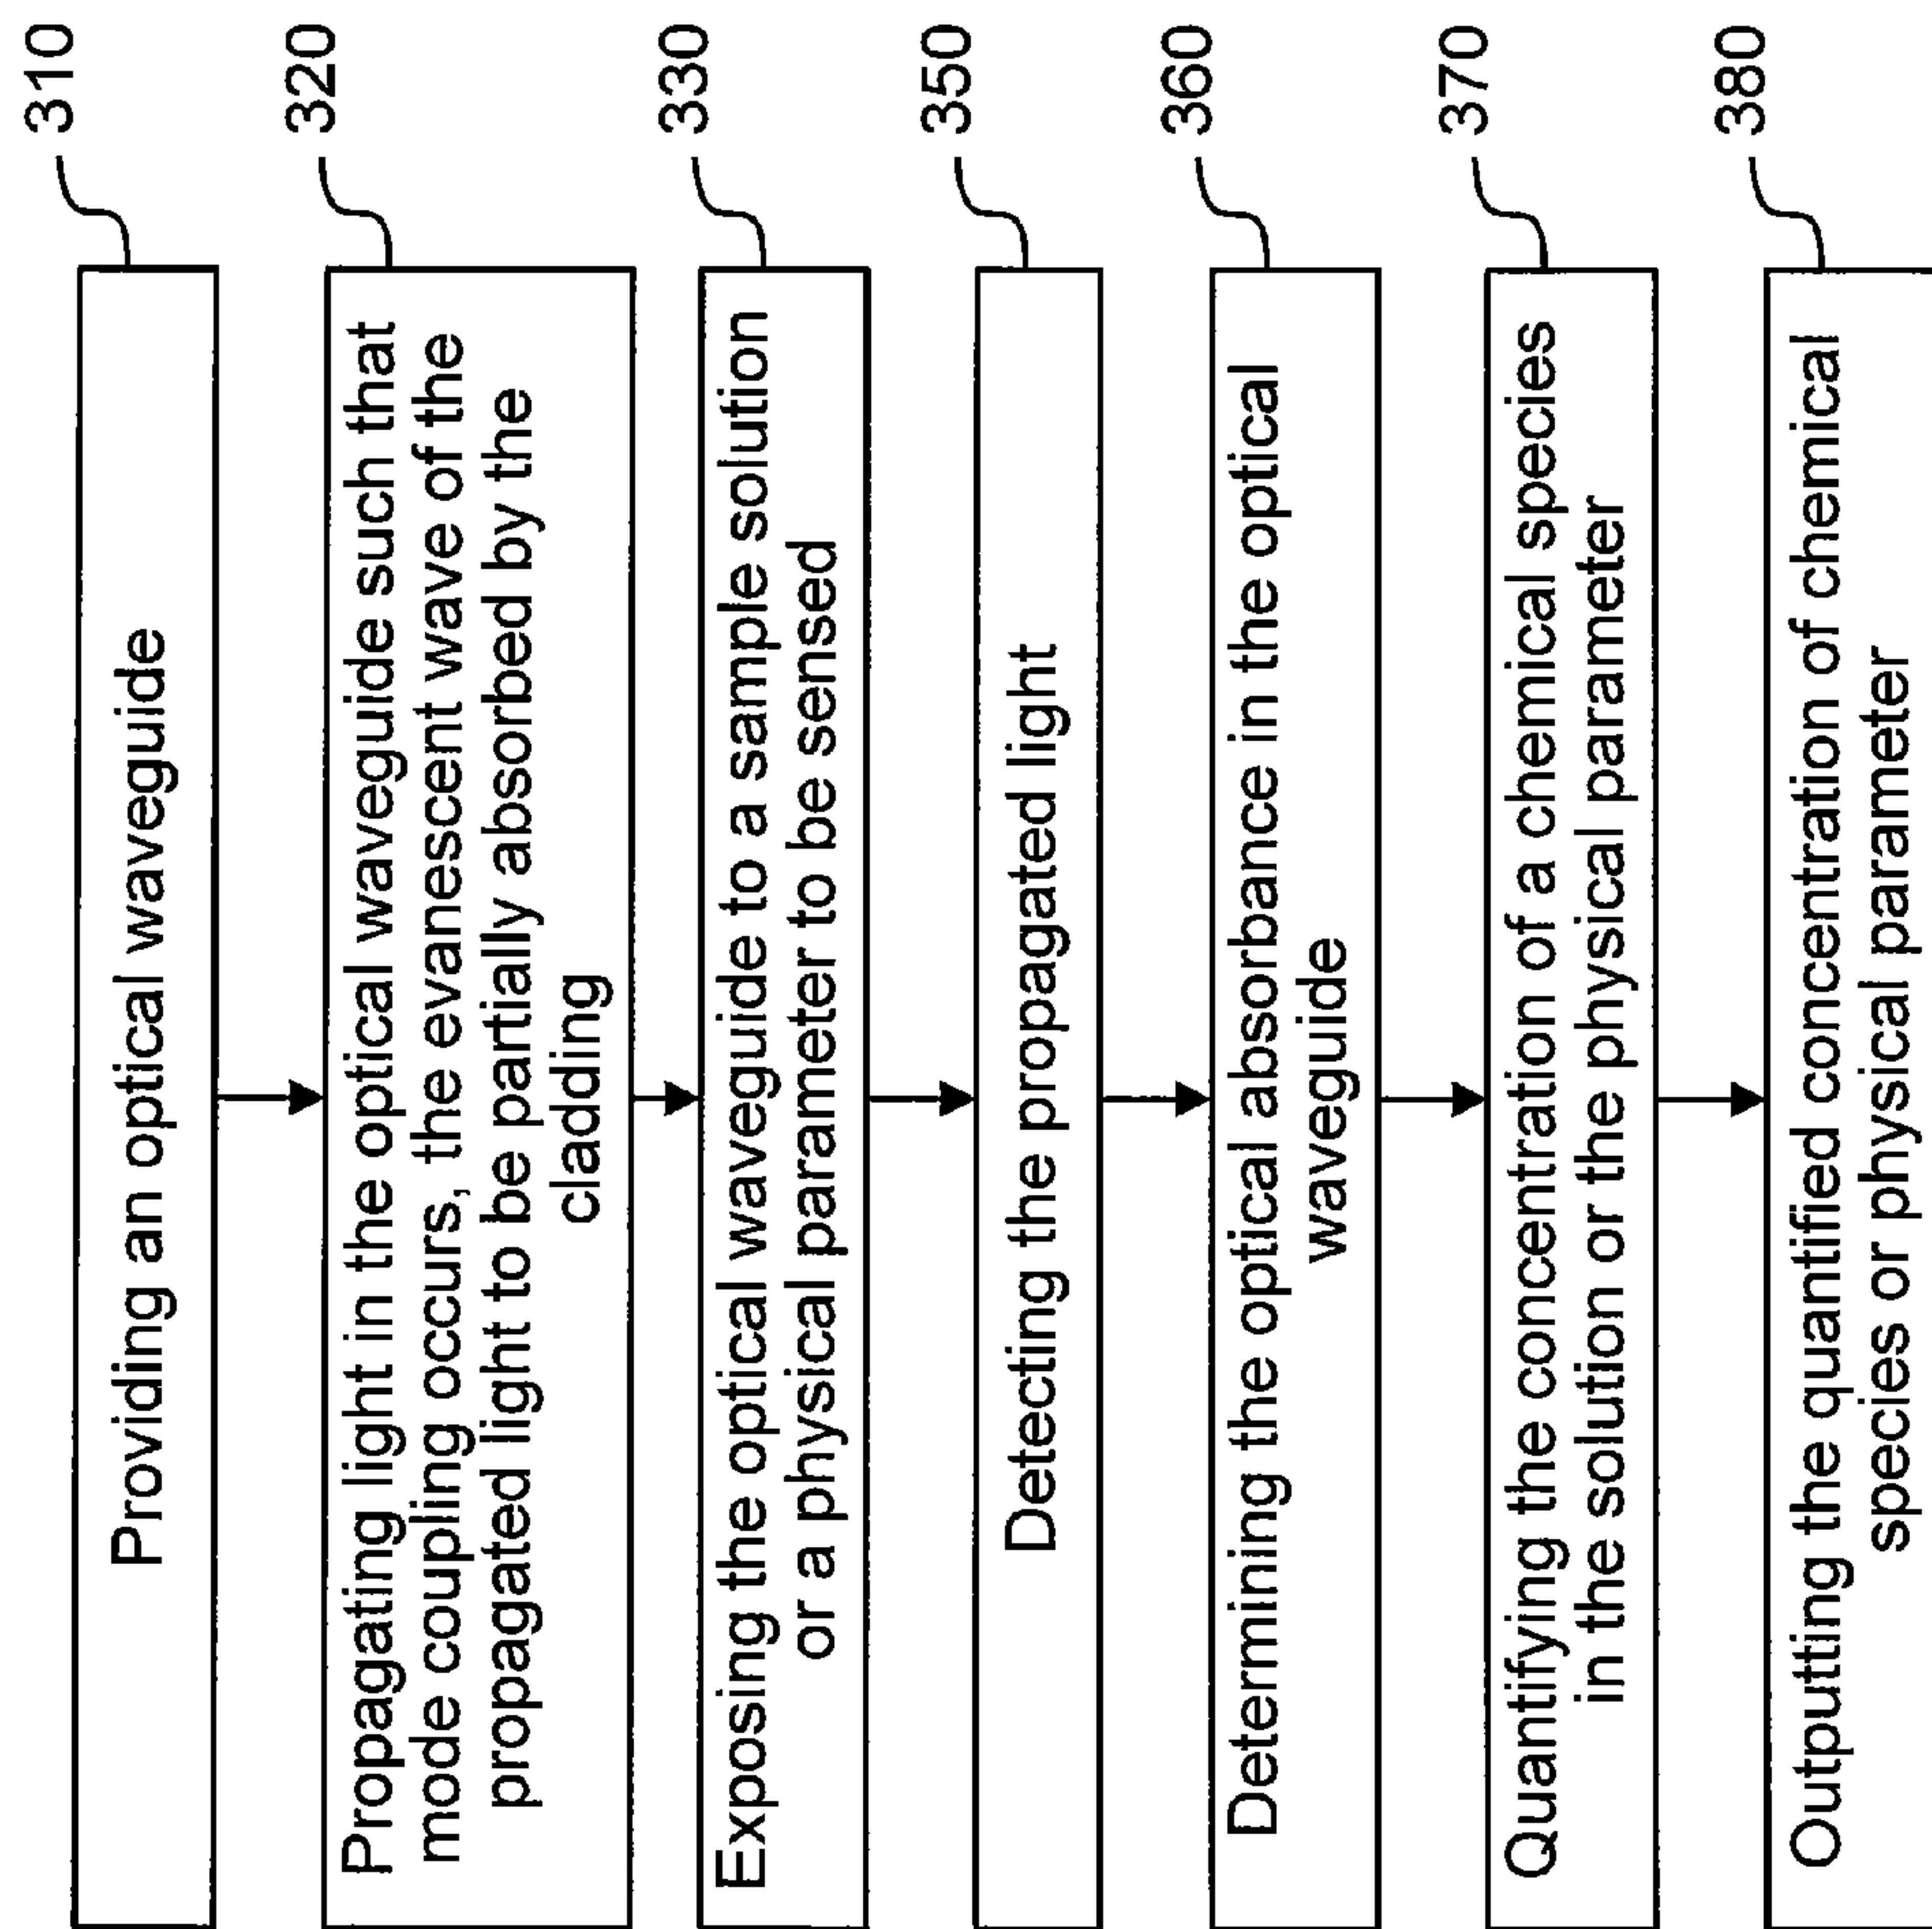 310
Providing an optical waveguide
320
Propagating light in the optical waveguide such that
mode coupling occurs, the evanescent wave of the
propagated light to be partially absorbed by the
cladding
330
Exposing the optical waveguide to a sample solution
or a physical parameter to be sensed
350
Detecting the propagated light
360
Determining the optical absorbance in the optical
waveguide
370
Quantifying the concentration of a chemical species
in the solution or the physical parameter
380
Outputting the quantified concentration of chemical
species or physical parameter